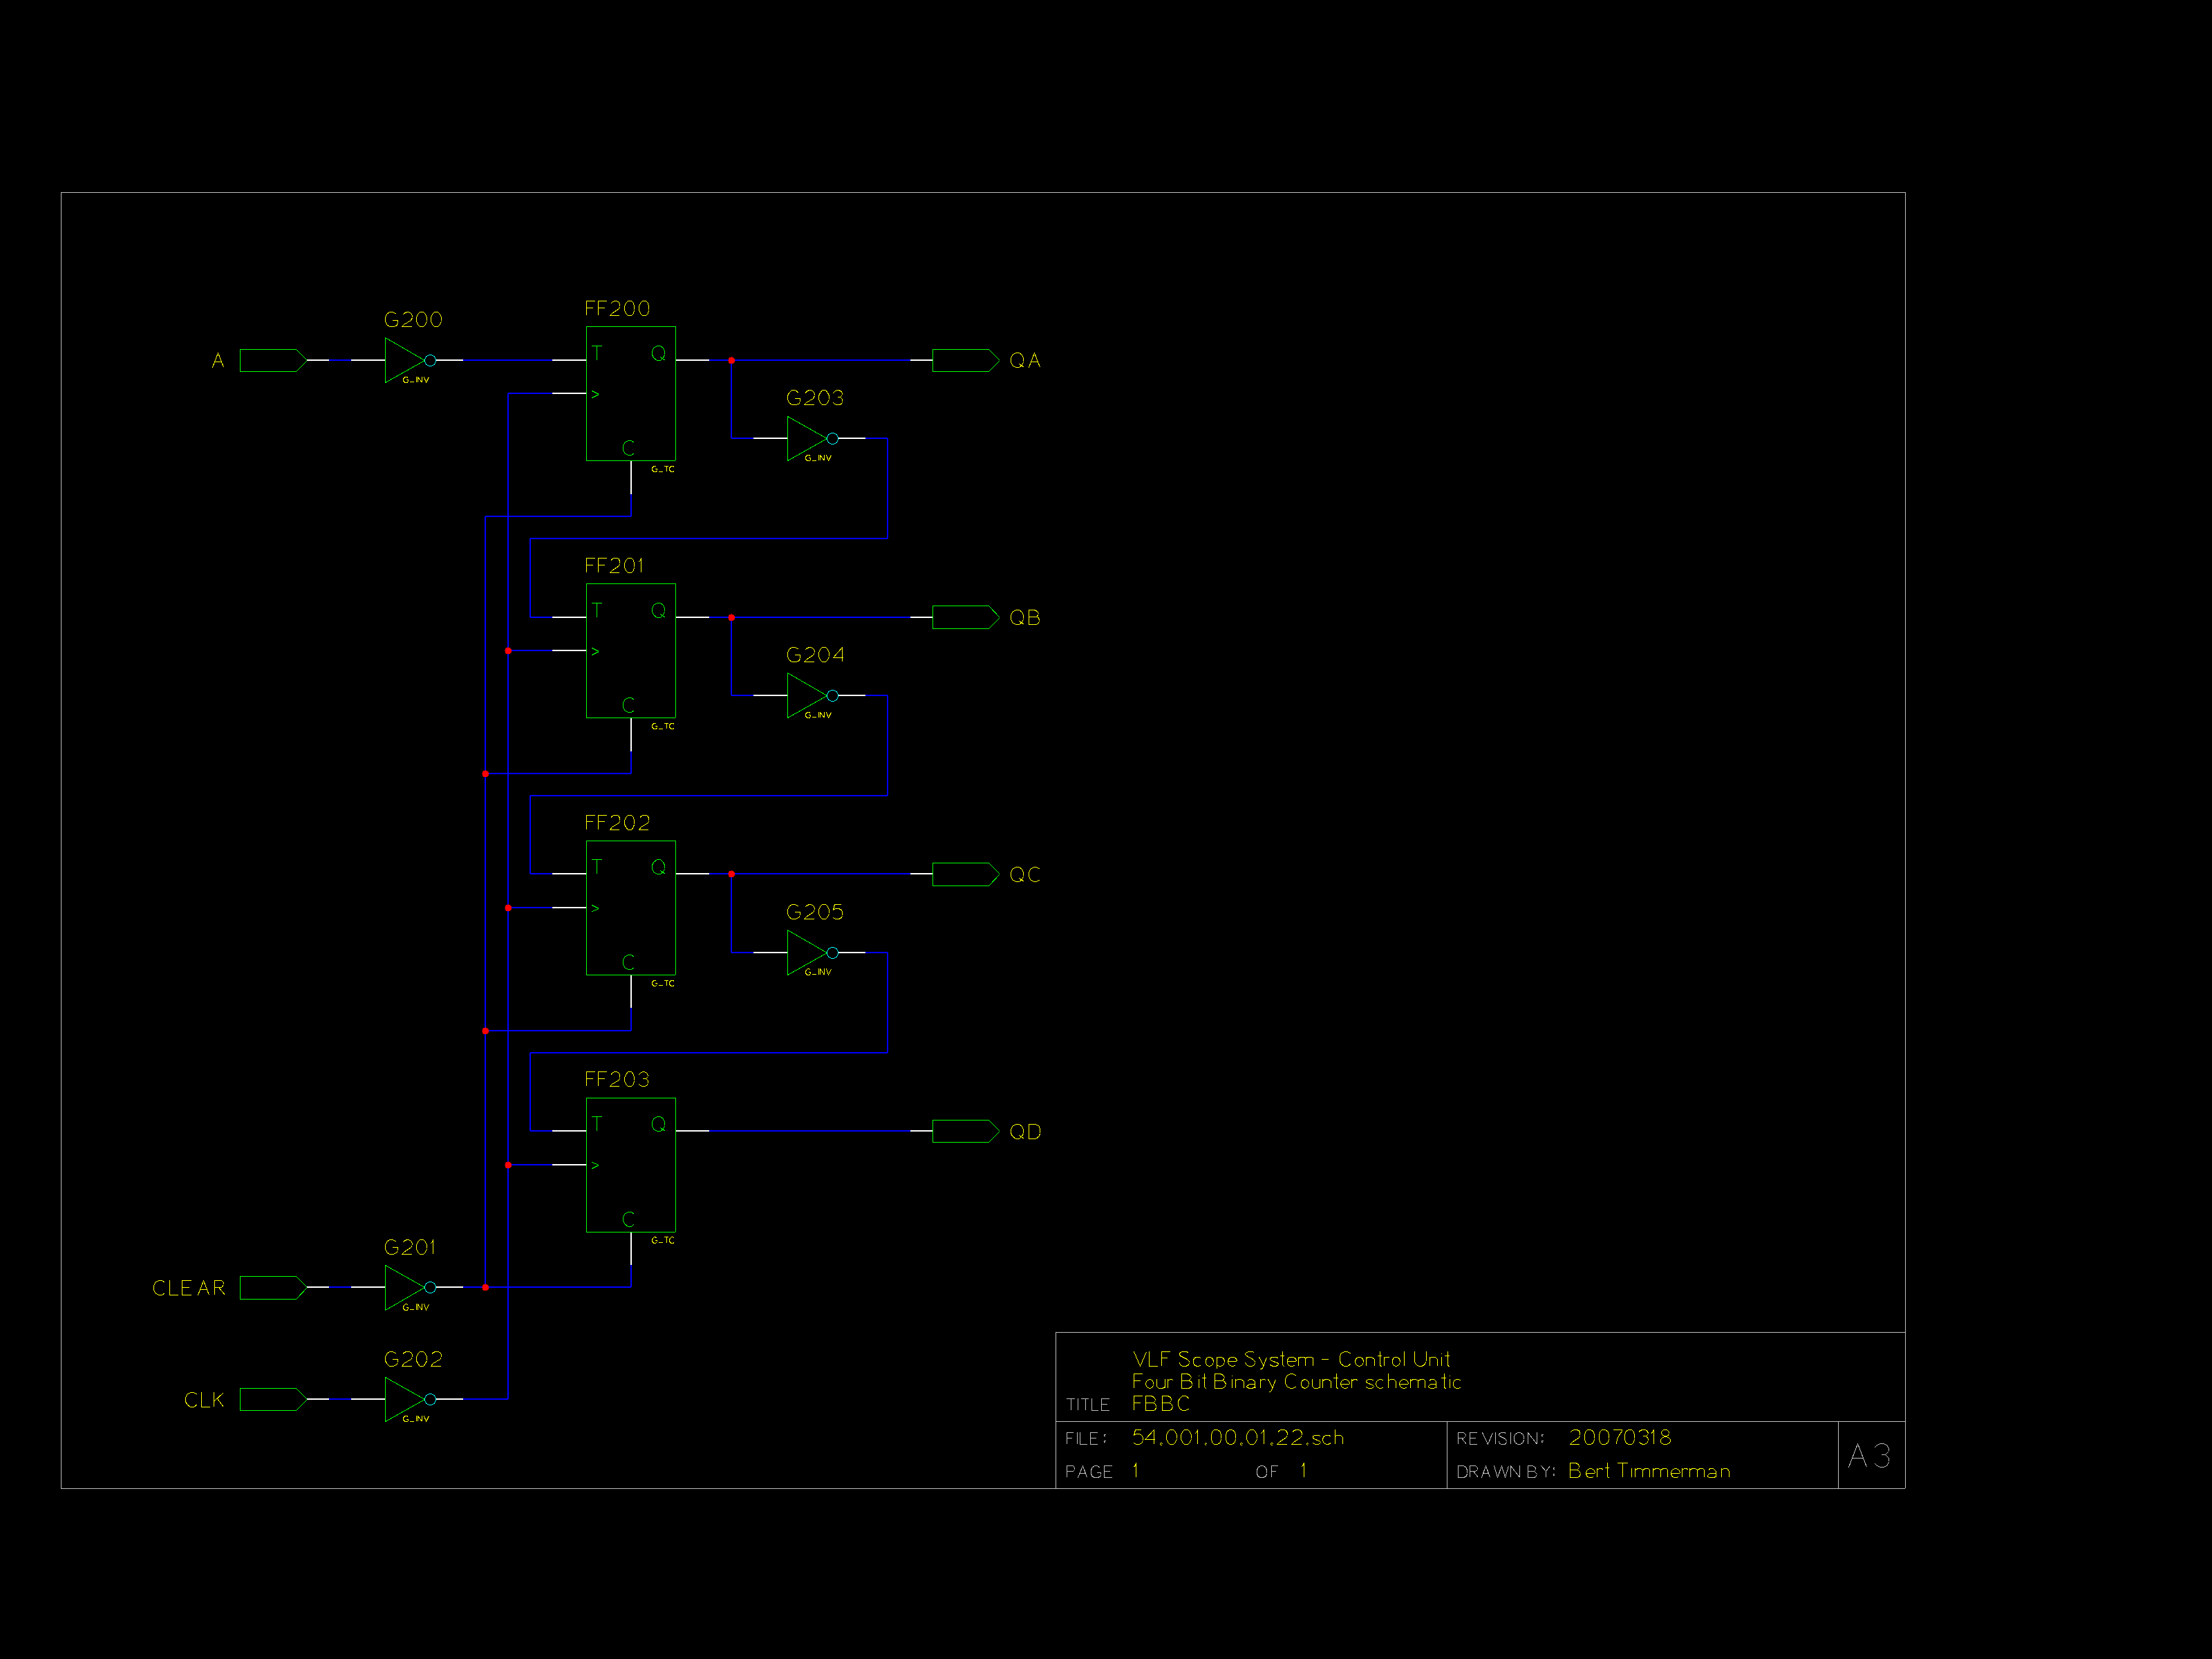 FF200
G200
A
T Q
QA
G_INV
>
G203
C
G_INV
G_TC
FF201
T Q
QB
>
G204
C
G_INV
G_TC
FF202
T Q
QC
>
G205
C
G_INV
G_TC
FF203
T Q
QD
>
C
G_TC
G201
CLEAR
G_INV
G202
CLK
G_INV
VLF Scope System - Control Unit
Four Bit Binary Counter schematic
TITLE FBBC
FILE: 54.001.00.01.22.sch
REVISION: 20070318
PAGE 1 OF 1
DRAWN BY: Bert Timmerman
A3